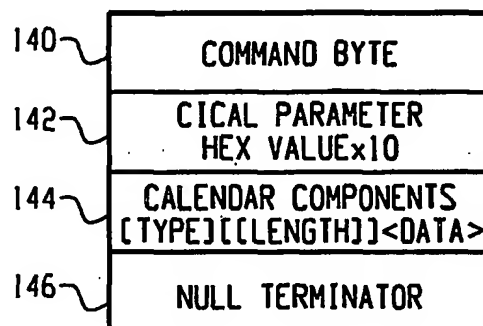 140 COMMAND BYTE
142 CICAL PARAMETER
HEX VALUEx10
144 CALENDAR COMPONENTS
[TYPE][[LENGTH]]<DATA>
146 NULL TERMINATOR